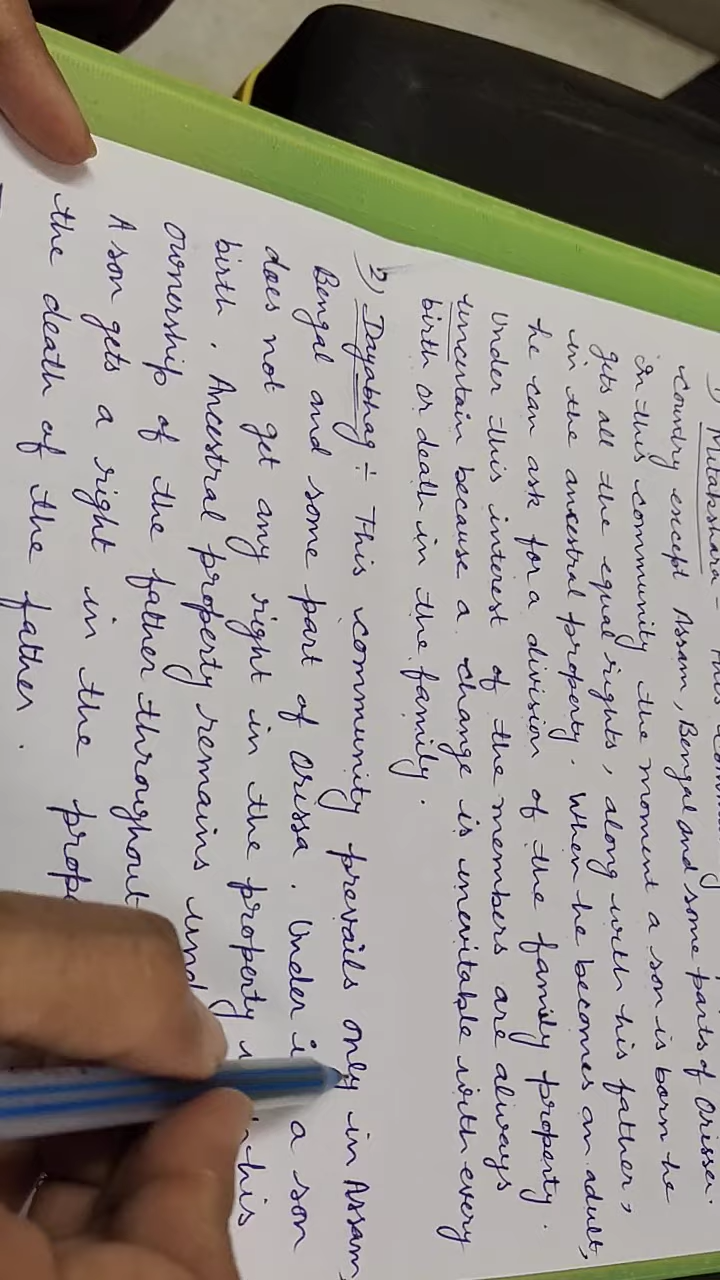 1) Mitakshara -
country except Assam, Bengal and some parts of Orissa.
In this community the moment a son is born he
gets all the equal rights, along with his father,
in the ancestral property. When he becomes an adult,
he can ask for a division of the family property.
Under this interest of the members are always
uncertain because a change is inevitable with every
birth or death in the family.
2) Dayabhag ÷ This community prevails only in Assam,
Bengal and some part of Orissa. Under a son
does not get any right in the property his
birth. Ancestral property remains
ownership of the father throughout
A son gets a right in the
the death of the father.